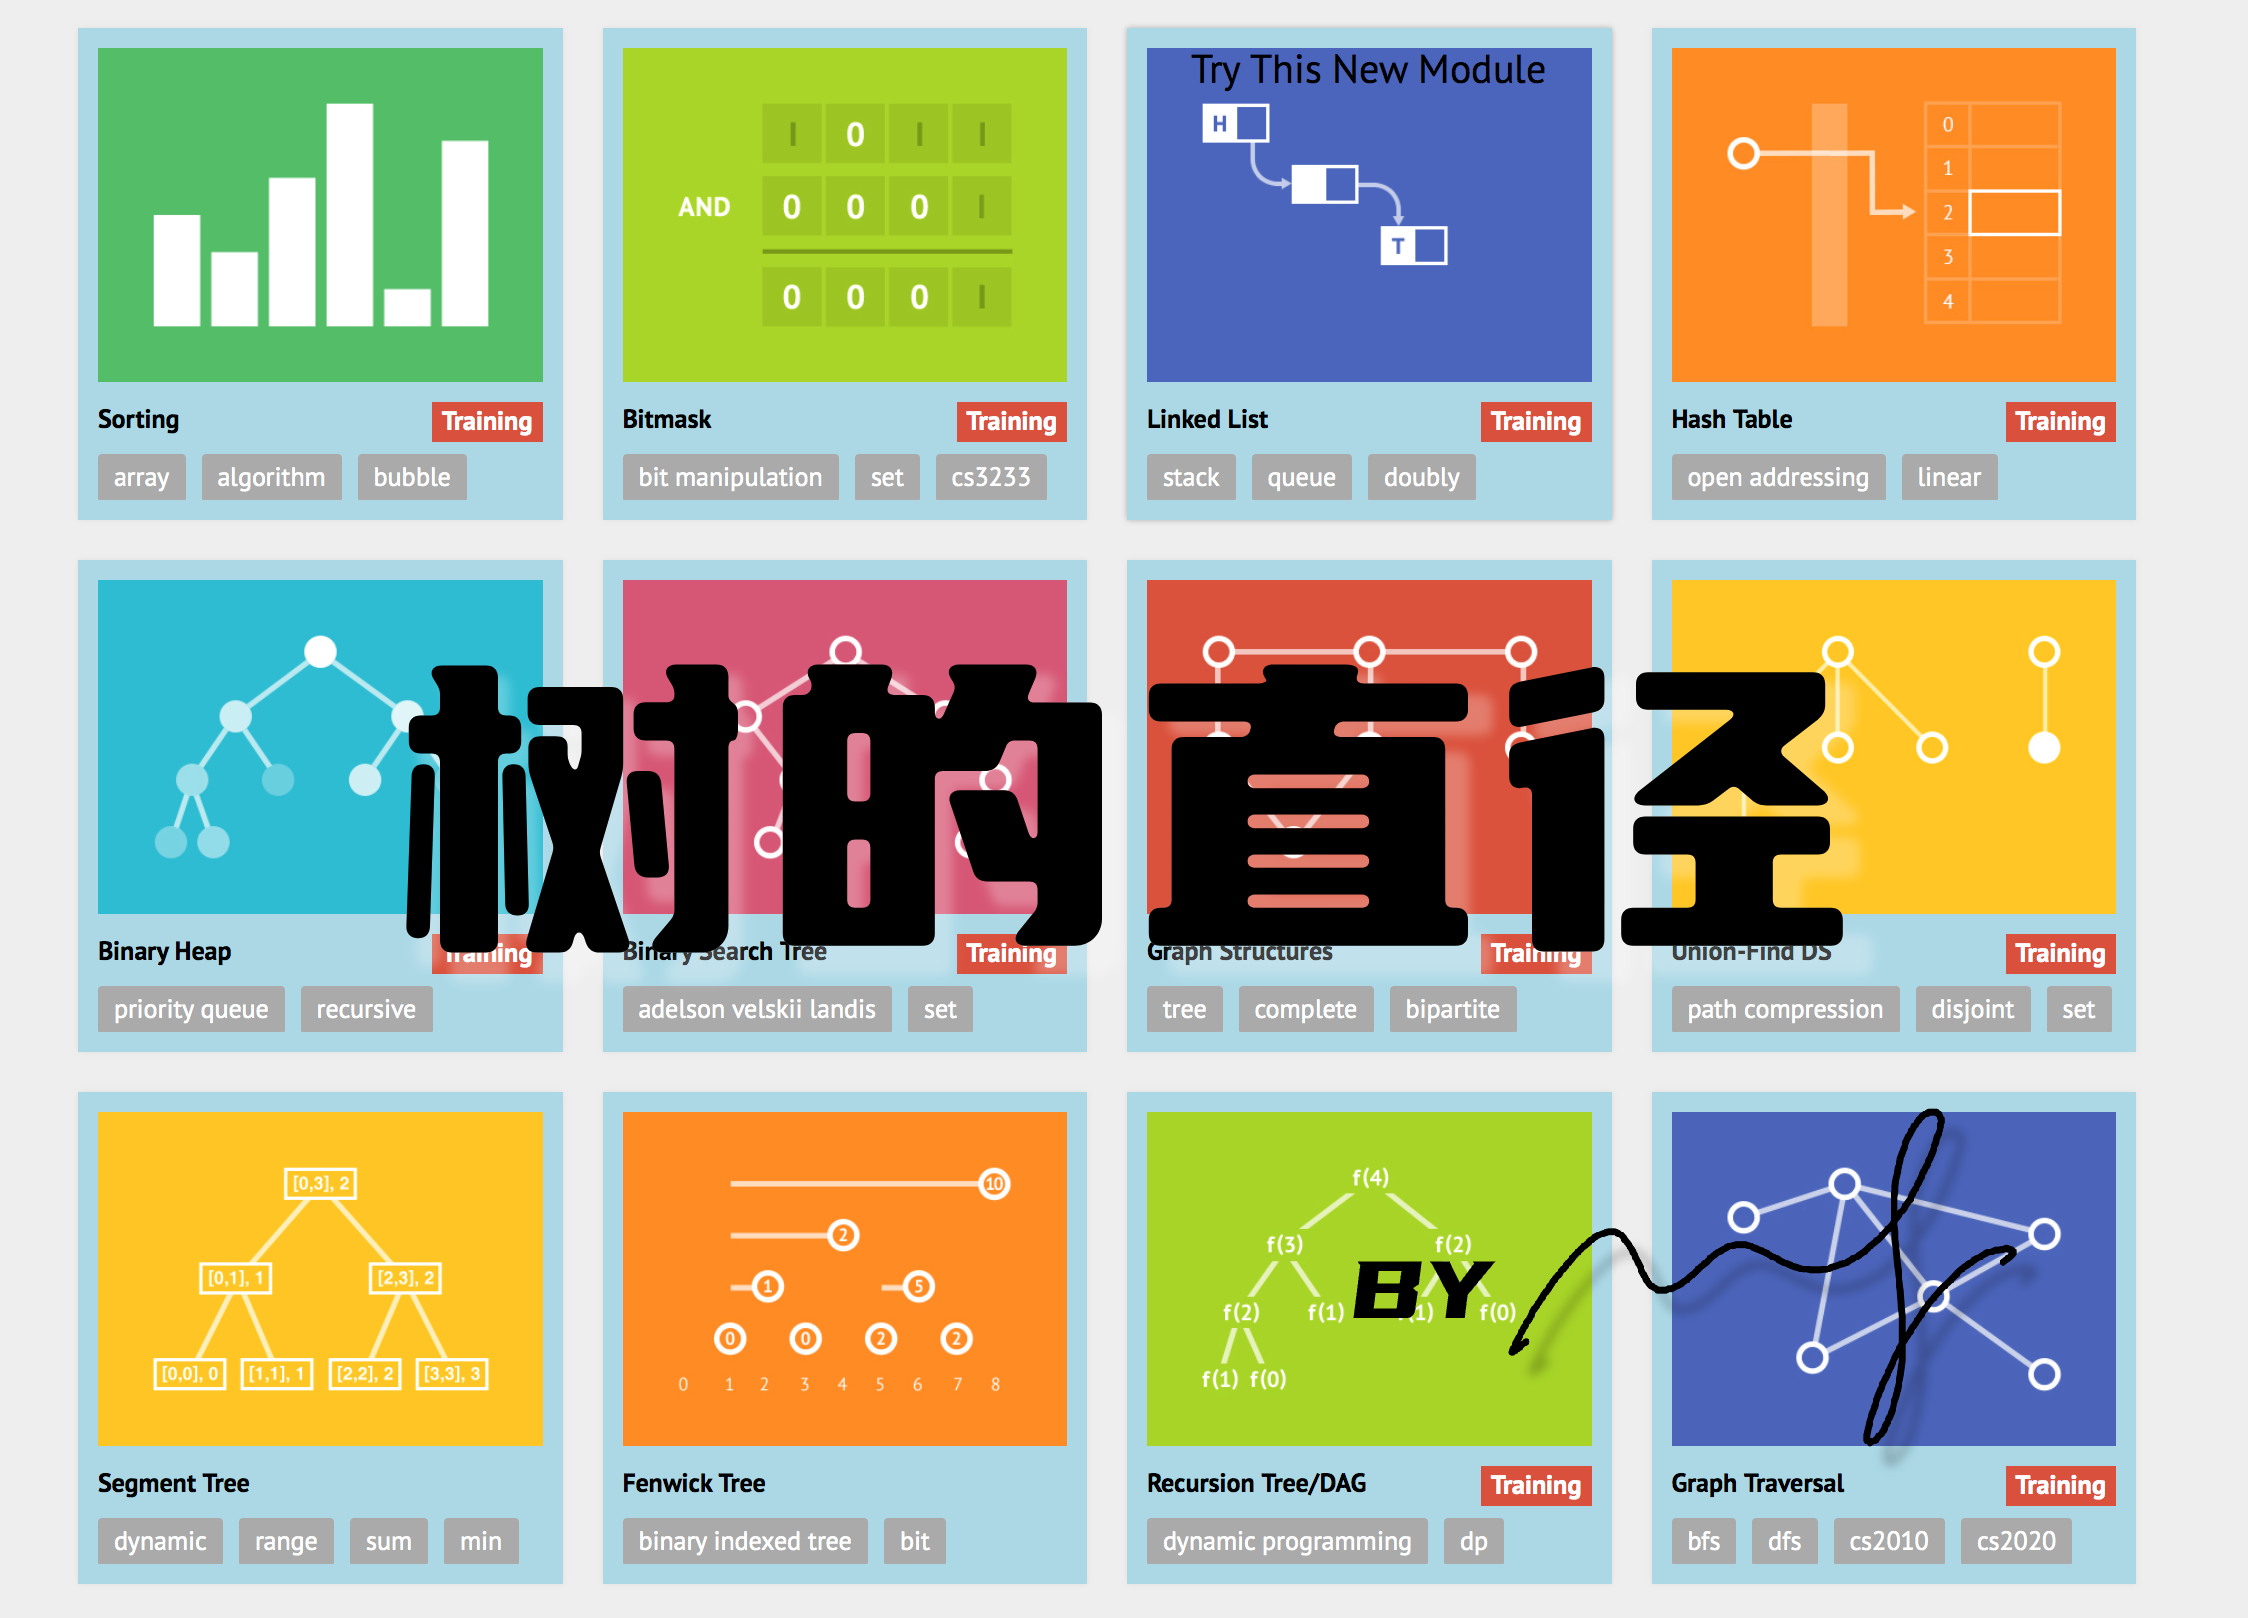 Try This New Module
H
T
I 0 I I
AND 0 0 0 I
0 0 0 I
0
1
2
3
4
Sorting Training
array algorithm bubble
Bitmask Training
bit manipulation set cs3233
Linked List Training
stack queue doubly
Hash Table Training
open addressing linear
树的直径
Binary Heap Training
priority queue recursive
Binary Search Tree Training
adelson velskii landis set
Graph Structures Training
tree complete bipartite
Union-Find DS Training
path compression disjoint set
[0,3], 2
[0,1], 1 [2,3], 2
[0,0], 0 [1,1], 1 [2,2], 2 [3,3], 3
10
2
1 5
0 0 2 2
0 1 2 3 4 5 6 7 8
f(4)
f(3) f(2)
f(2) f(1) f(1) f(0)
f(1) f(0)
BY
Segment Tree
dynamic range sum min
Fenwick Tree
binary indexed tree bit
Recursion Tree/DAG Training
dynamic programming dp
Graph Traversal Training
bfs dfs cs2010 cs2020